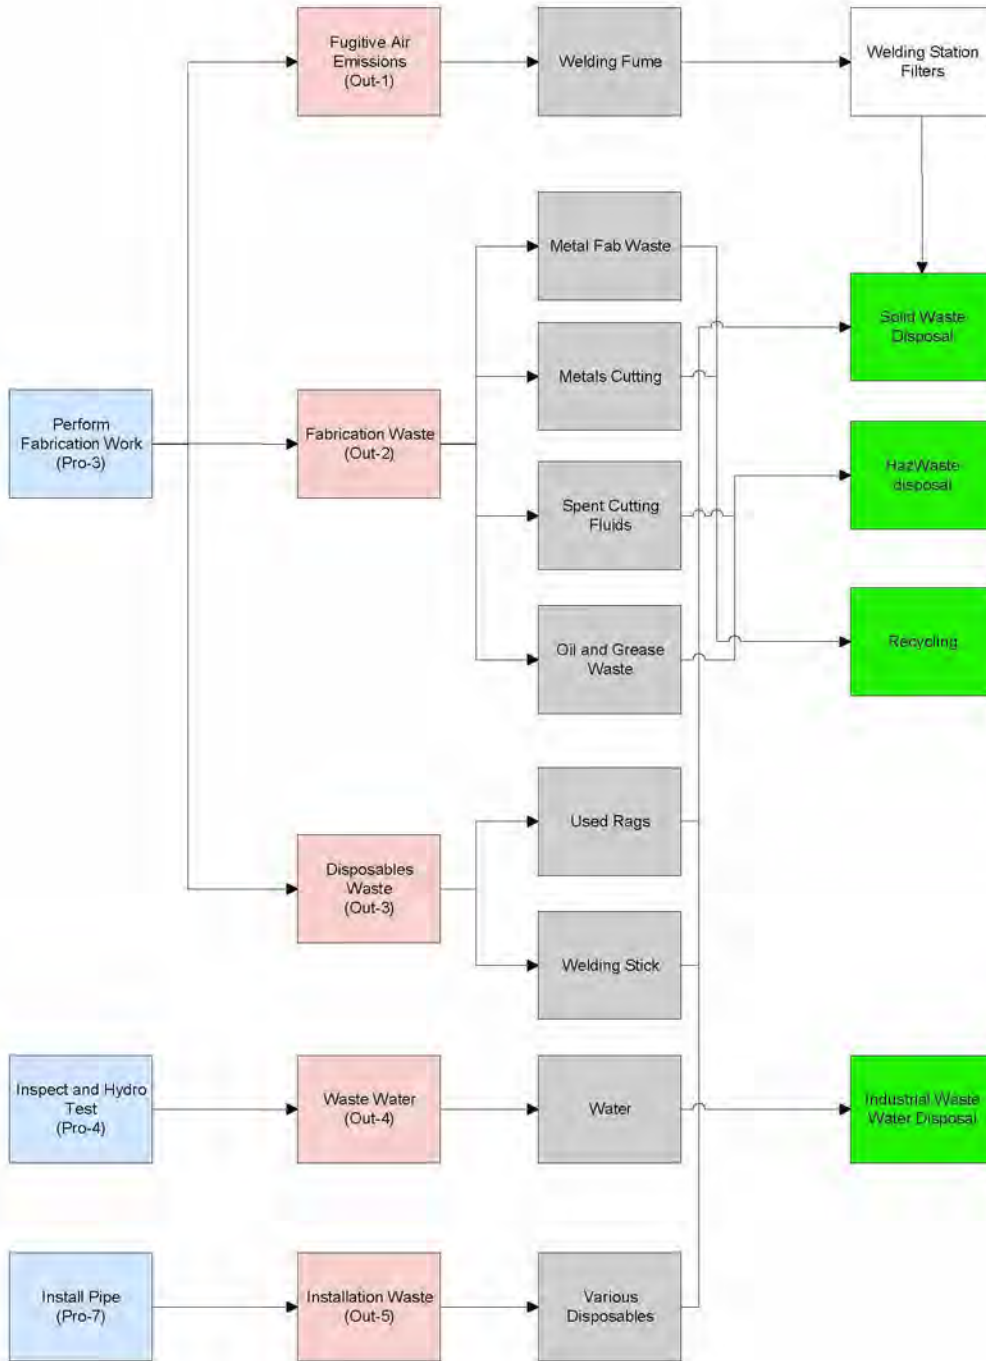 Fugitive Air
Emissions
(Out-1)
Welding Fume
Welding Station
Filters
Metal Fab Waste
Solid Waste
Disposal
Metals Cutting
Perform
Fabrication Work
(Pro-3)
Fabrication Waste
(Out-2)
HazWaste
disposal
Spent Cutting
Fluids
Oil and Grease
Waste
Recycling
Used Rags
Disposables
Waste
(Out-3)
Welding Stick
Inspect and Hydro
Test
(Pro-4)
Waste Water
(Out-4)
Water
Industrial Waste
Water Disposal
Install Pipe
(Pro-7)
Installation Waste
(Out-5)
Various
Disposables